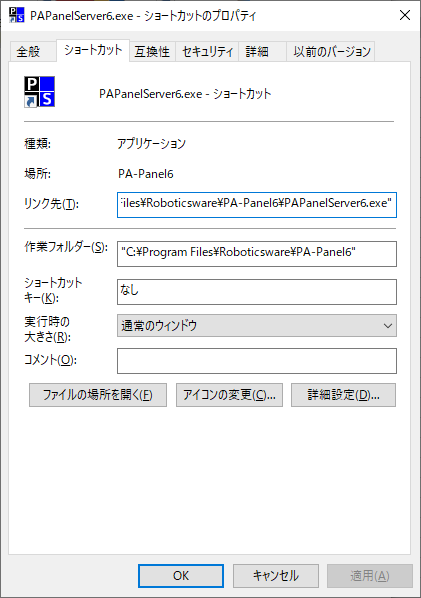 PAPanelServer6.exe - ショートカットのプロパティ
全般 ショートカット 互換性 セキュリティ 詳細 以前のバージョン
P S
PAPanelServer6.exe - ショートカット
種類: アプリケーション
場所: PA-Panel6
リンク先(T): Files¥Roboticsware¥PA-Panel6¥PAPanelServer6.exe"
作業フォルダー(S): "C:¥Program Files¥Roboticsware¥PA-Panel6"
ショートカット
キー(K): なし
実行時の
大きさ(R): 通常のウィンドウ
コメント(O):
ファイルの場所を開く(F) アイコンの変更(C)... 詳細設定(D)...
OK キャンセル 適用(A)